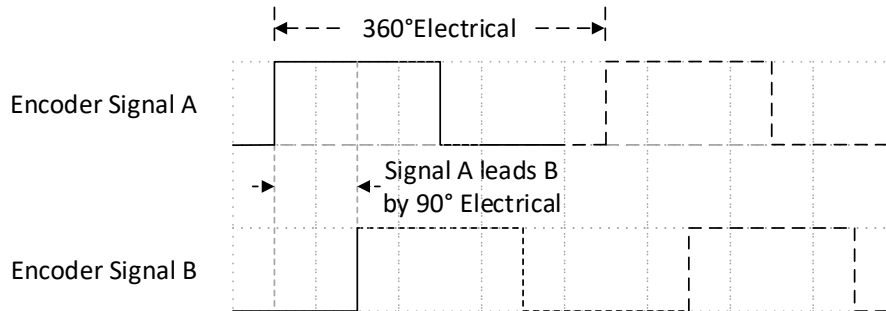 360°Electrical
Encoder Signal A
Signal A leads B
by 90° Electrical
Encoder Signal B